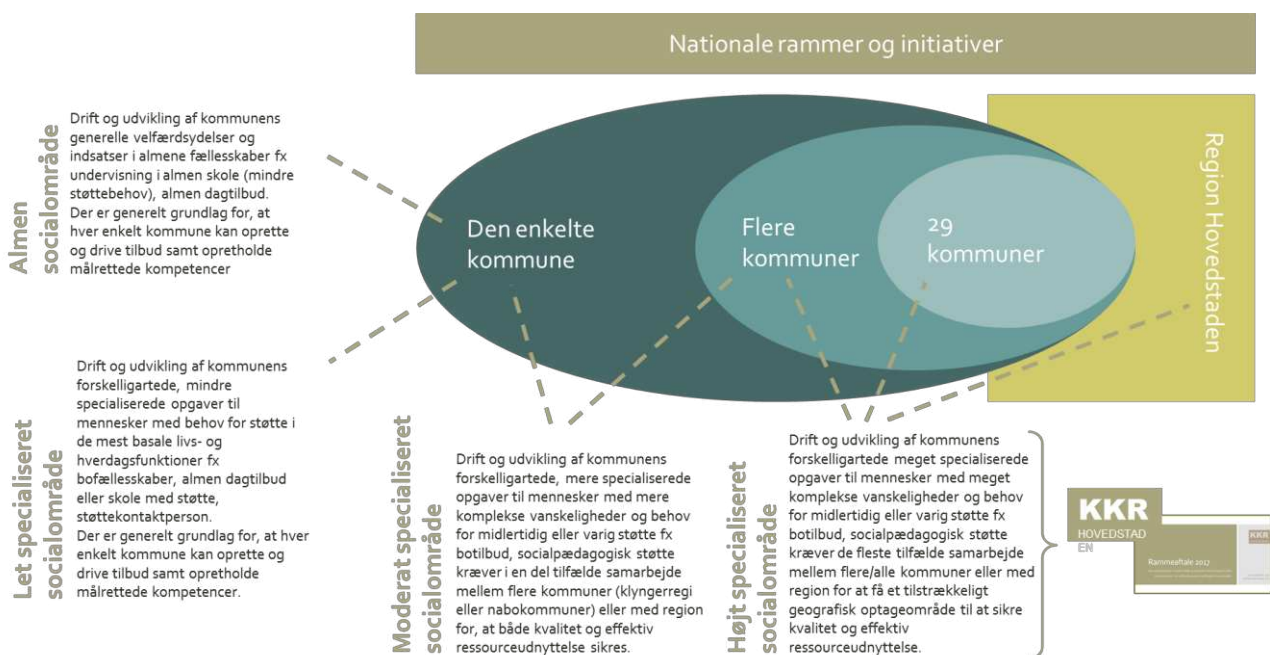 Nationale rammer og initiativer
Almen
socialområde
Drift og udvikling af kommunens
generelle velfærdsydelser og
indsatser i almene fællesskaber fx
undervisning i almen skole (mindre
støttebehov), almen dagtilbud.
Der er generelt grundlag for, at
hver enkelt kommune kan oprette
og drive tilbud samt opretholde
målrettede kompetencer
Den enkelte
kommune
Flere
kommuner
29
kommuner
Region Hovedstaden
Let specialiseret
socialområde
Drift og udvikling af kommunens
forskelligartede, mindre
specialiserede opgaver til
mennesker med behov for støtte i
de mest basale livs- og
hverdagsfunktioner fx
bofællesskaber, almen dagtilbud
eller skole med støtte,
støttekontaktperson.
Der er generelt grundlag for, at hver
enkelt kommune kan oprette og
drive tilbud samt opretholde
målrettede kompetencer.
Moderat specialiseret
socialområde
Drift og udvikling af kommunens
forskelligartede, mere specialiserede
opgaver til mennesker med mere
komplekse vanskeligheder og behov
for midlertidig eller varig støtte fx
botilbud, socialpædagogisk støtte
kræver i en del tilfælde samarbejde
mellem flere kommuner (klyngerregi
eller nabokommuner) eller med region
for, at både kvalitet og effektiv
ressourceudnyttelse sikres.
Højt specialiseret
socialområde
Drift og udvikling af kommunens
forskelligartede meget specialiserede
opgaver til mennesker med meget
komplekse vanskeligheder og behov
for midlertidig eller varig støtte fx
botilbud, socialpædagogisk støtte
kræver de fleste tilfælde samarbejde
mellem flere/alle kommuner eller med
region for at få et tilstrækkeligt
geografisk optageområde til at sikre
kvalitet og effektiv
ressourceudnyttelse.
KKR
HOVEDSTAD
EN
Rammeaftale 2017
KKR